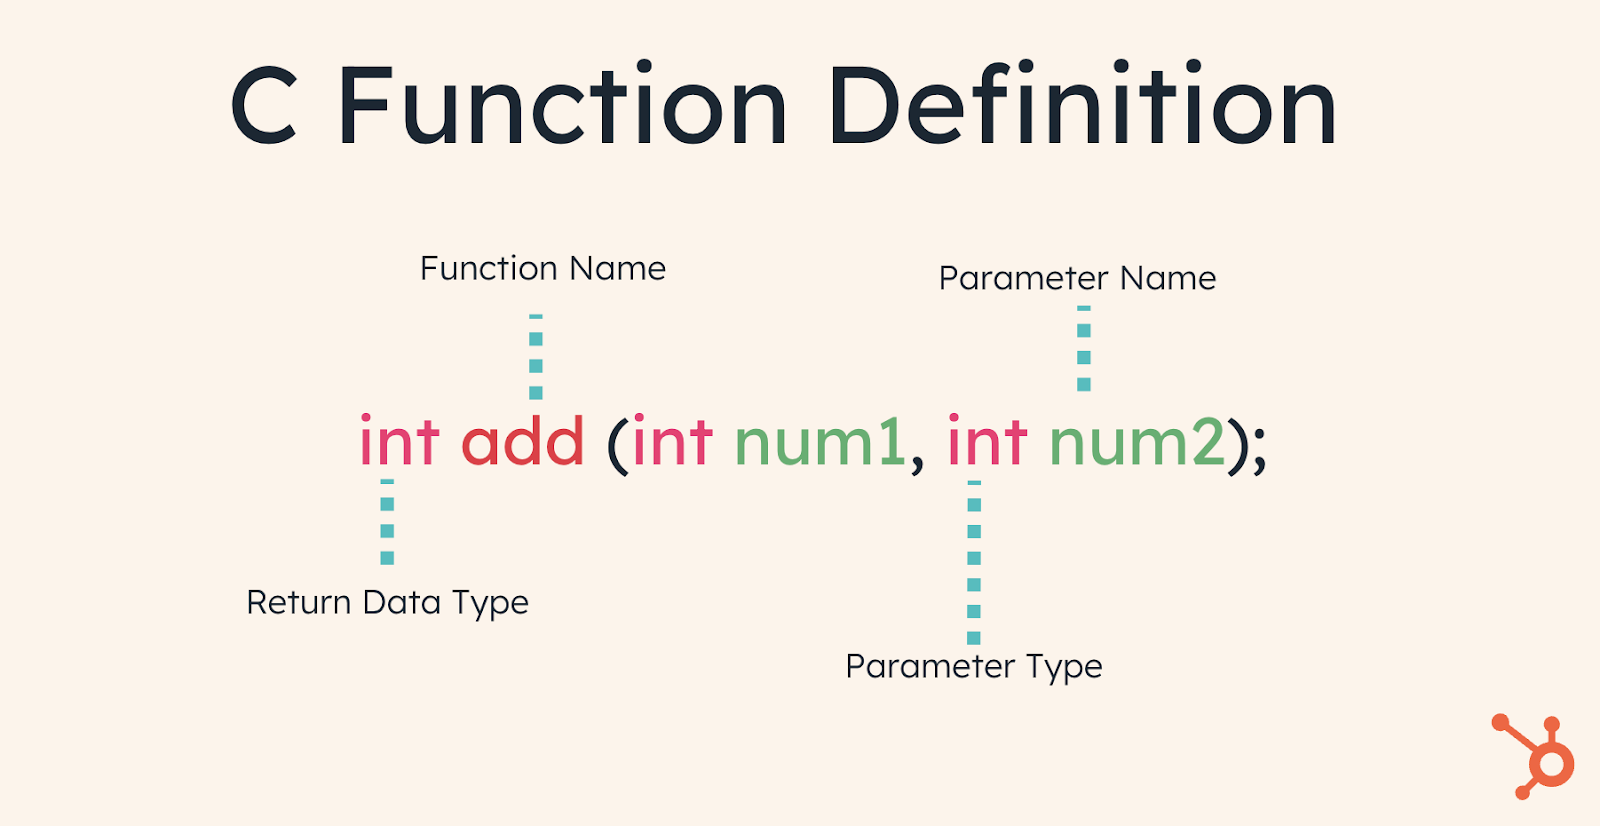 C Function Definition
Function Name
Parameter Name
int add (int num1, int num2);
Return Data Type
Parameter Type